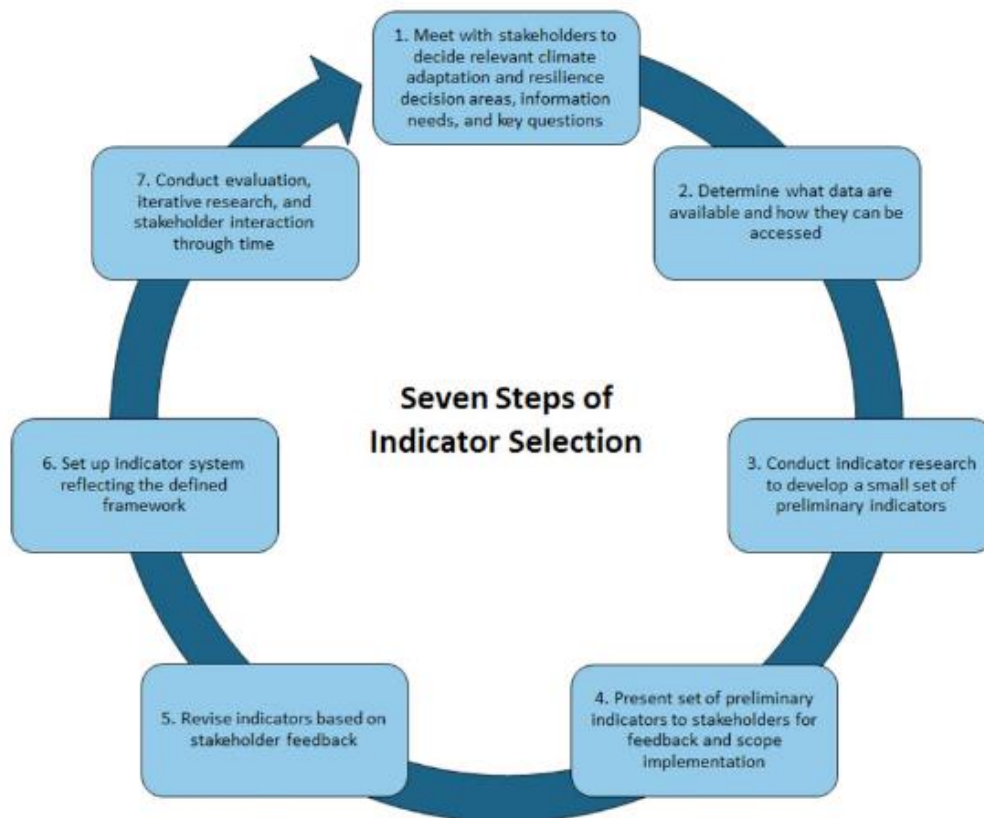 1. Meet with stakeholders to
decide relevant climate
adaptation and resilience
decision areas, information
needs, and key questions
2. Determine what data are
available and how they can be
accessed
3. Conduct indicator research
to develop a small set of
preliminary indicators
4. Present set of preliminary
indicators to stakeholders for
feedback and scope
implementation
5. Revise indicators based on
stakeholder feedback
6. Set up indicator system
reflecting the defined
framework
7. Conduct evaluation,
iterative research, and
stakeholder interaction
through time
Seven Steps of
Indicator Selection